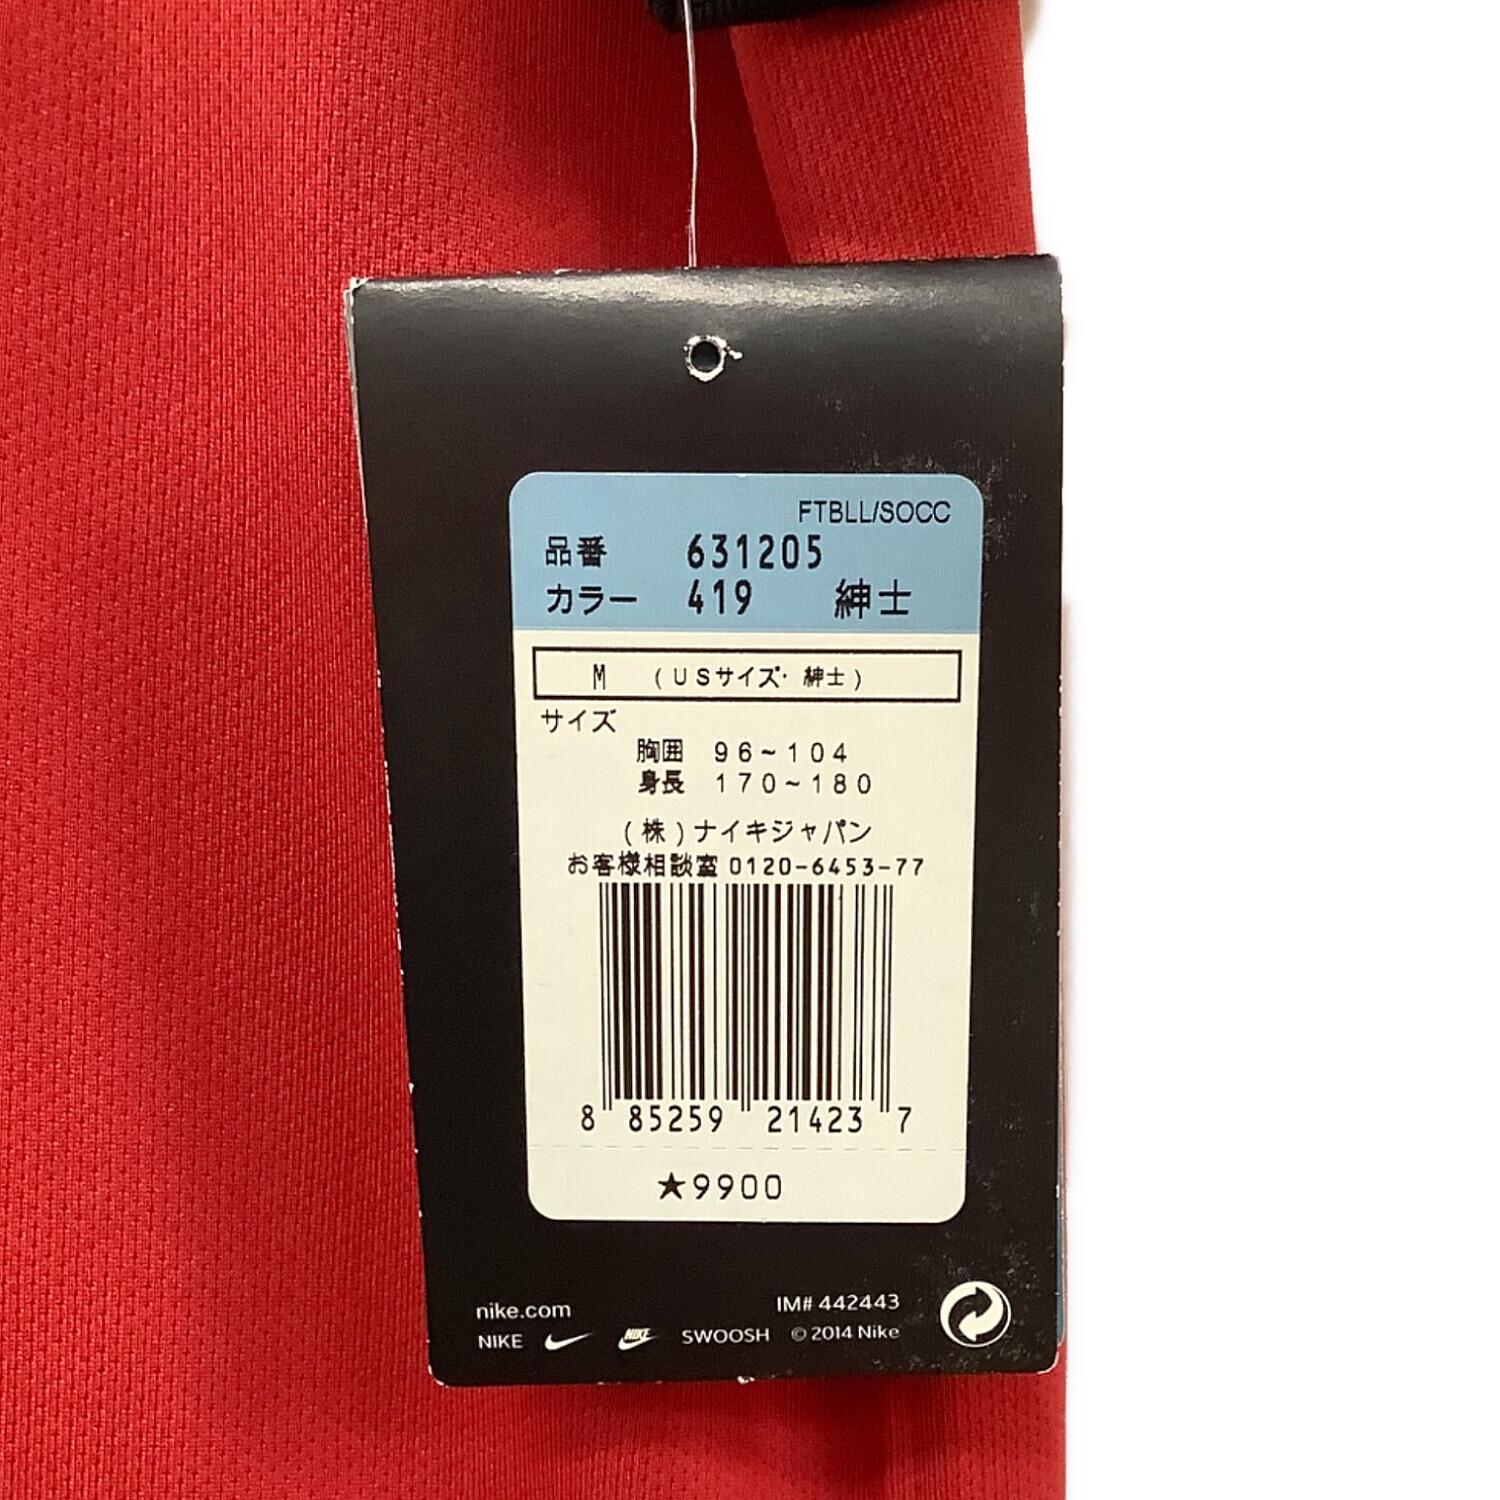 FTBLL/SOCC
品番 631205
カラー 419 紳士
M (USサイズ・紳士)
サイズ
胸囲 96~104
身長 170~180
(株)ナイキジャパン
お客様相談室 0120-6453-77
8 85259 21423 7
★9900
nike.com IM# 442443
NIKE NIKE SWOOSH © 2014 Nike